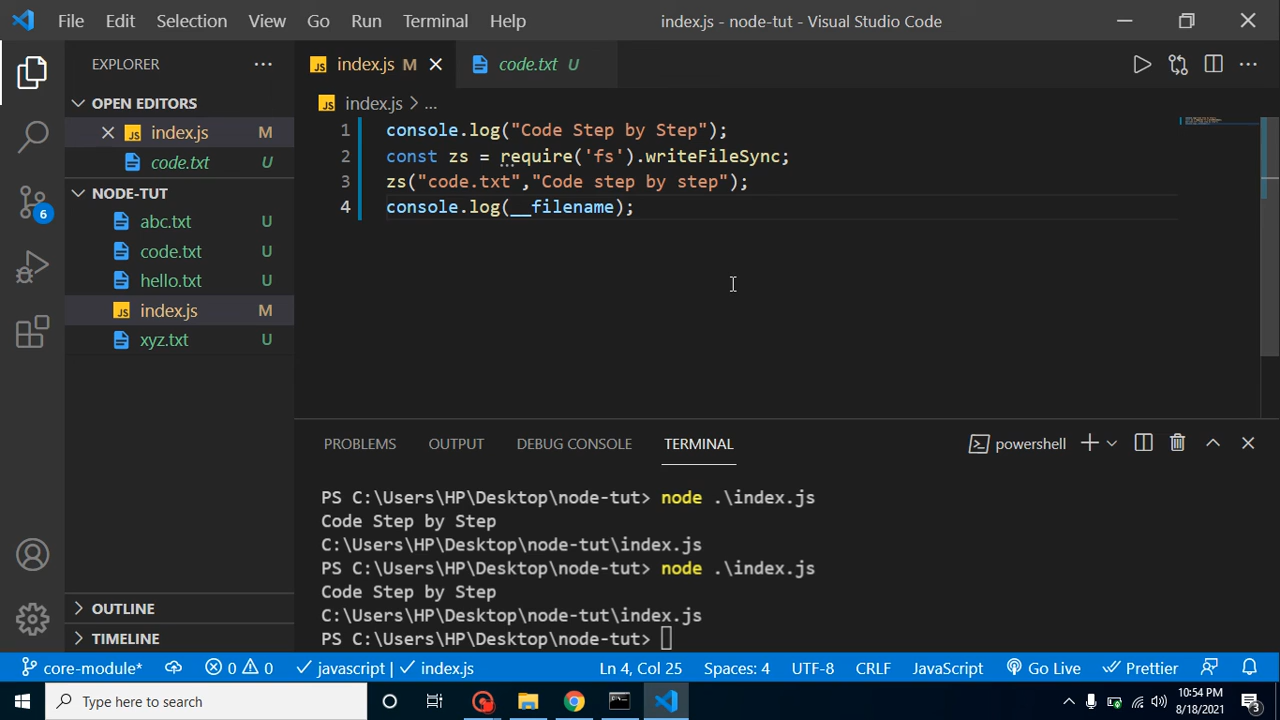 File Edit Selection View Go Run Terminal Help index.js - node-tut - Visual Studio Code
EXPLORER
OPEN EDITORS
index.js M
code.txt U
NODE-TUT
abc.txt U
code.txt U
hello.txt U
index.js M
xyz.txt U
OUTLINE
TIMELINE
6
index.js M
code.txt U
index.js > ...
1 console.log("Code Step by Step");
2 const zs = require('fs').writeFileSync;
3 zs("code.txt","Code step by step");
4 console.log(__filename);
PROBLEMS OUTPUT DEBUG CONSOLE TERMINAL powershell
PS C:\Users\HP\Desktop\node-tut> node .\index.js
Code Step by Step
C:\Users\HP\Desktop\node-tut\index.js
PS C:\Users\HP\Desktop\node-tut> node .\index.js
Code Step by Step
C:\Users\HP\Desktop\node-tut\index.js
PS C:\Users\HP\Desktop\node-tut>
core-module* 0 0 javascript | index.js Ln 4, Col 25 Spaces: 4 UTF-8 CRLF JavaScript Go Live Prettier
Type here to search
10:54 PM
8/18/2021
3